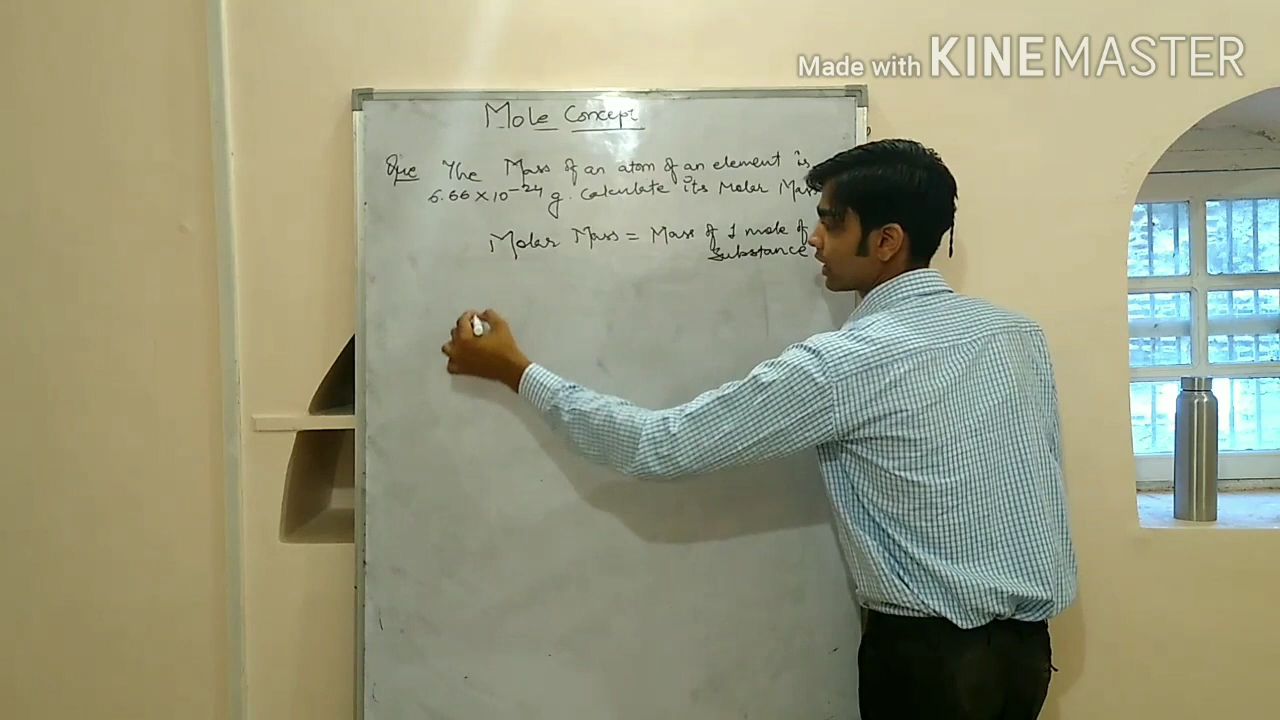 Made with KINEMASTER
Mole Concept
Que The Mass of an atom of an element is
6.66×10⁻²⁴ g. Calculate its Molar Mass
Molar Mass = Mass of 1 mole of
Substance